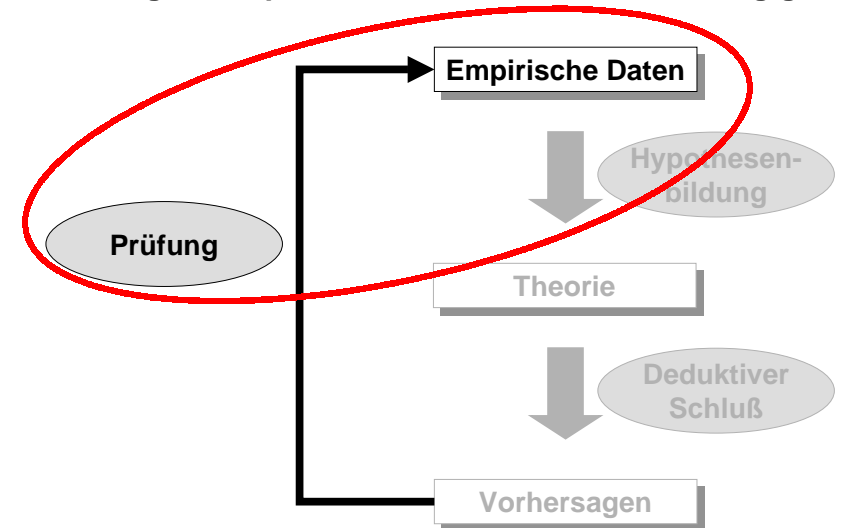 Empirische Daten
Hypothesen-
bildung
Prüfung
Theorie
Deduktiver
Schluß
Vorhersagen